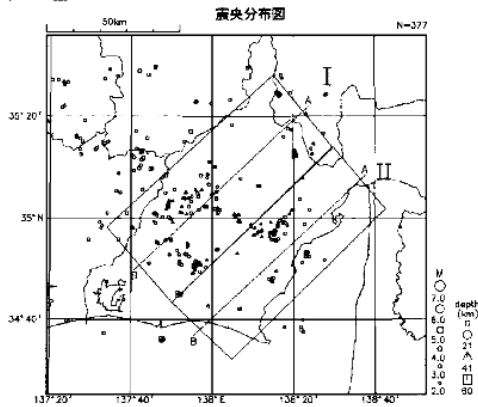 震央分布図
50km
N=377
I
A
35°20'
A
II
35°N
B
B
B
34°40'
137°20'
137°40'
138°E
138°20'
138°40'
M
7.0
6.0
5.0
4.0
3.0
2.0
depth
(km)
0
21
41
60